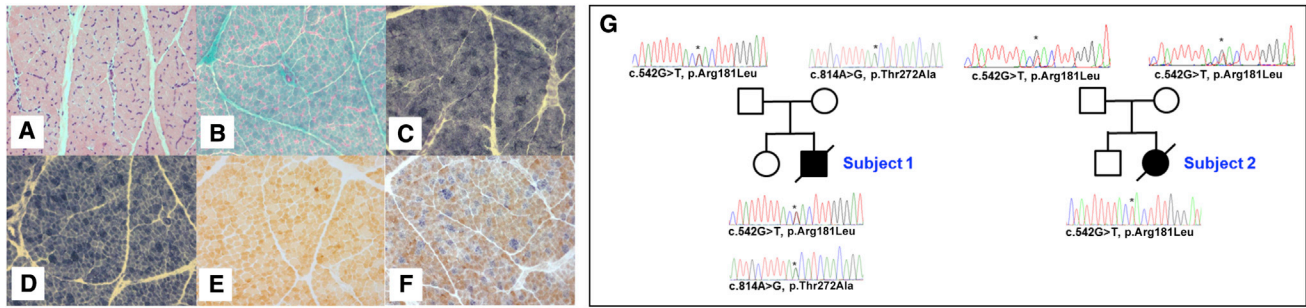 A
B
C
D
E
F
G
*
c.542G>T, p.Arg181Leu
*
c.814A>G, p.Thr272Ala
*
c.542G>T, p.Arg181Leu
*
c.542G>T, p.Arg181Leu
Subject 1
Subject 2
*
c.542G>T, p.Arg181Leu
*
c.814A>G, p.Thr272Ala
*
c.542G>T, p.Arg181Leu